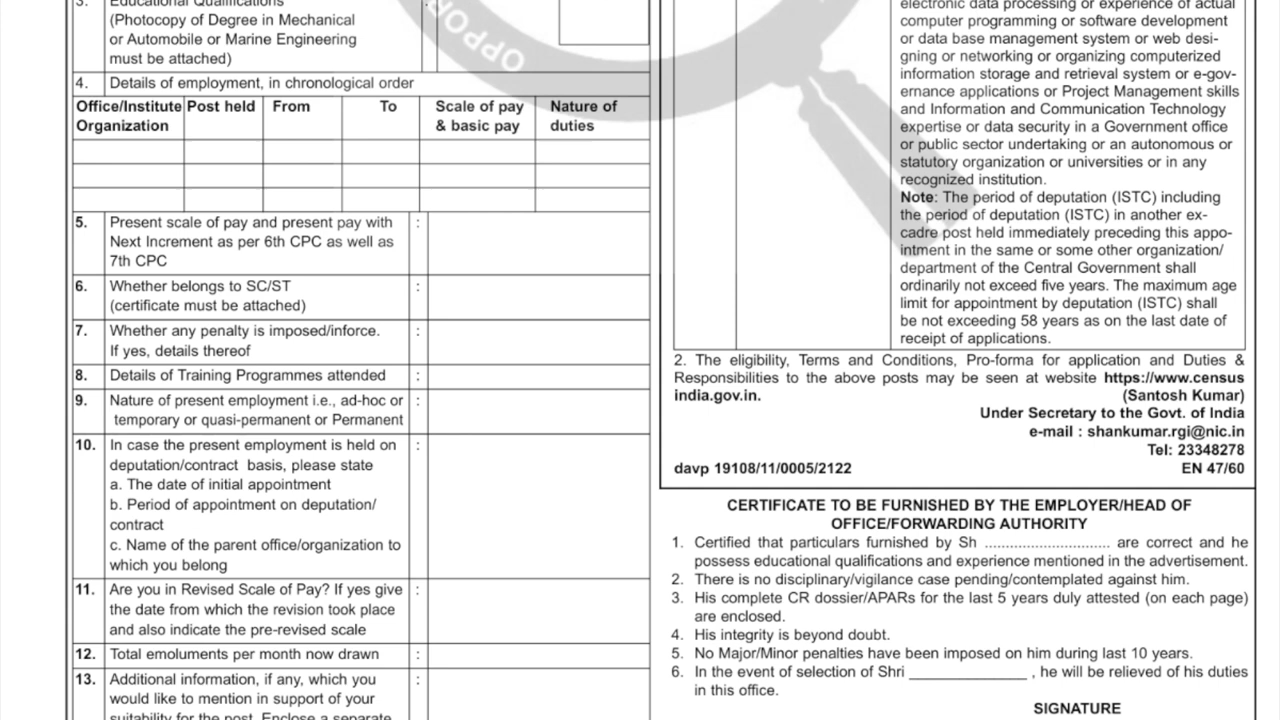 3. Educational Qualifications :
(Photocopy of Degree in Mechanical
or Automobile or Marine Engineering
must be attached)
4. Details of employment, in chronological order
Office/Institute Post held From To Scale of pay Nature of
Organization & basic pay duties
5. Present scale of pay and present pay with :
Next Increment as per 6th CPC as well as
7th CPC
6. Whether belongs to SC/ST :
(certificate must be attached)
7. Whether any penalty is imposed/inforce. :
If yes, details thereof
8. Details of Training Programmes attended :
9. Nature of present employment i.e., ad-hoc or :
temporary or quasi-permanent or Permanent
10. In case the present employment is held on :
deputation/contract basis, please state
a. The date of initial appointment
b. Period of appointment on deputation/
contract
c. Name of the parent office/organization to
which you belong
11. Are you in Revised Scale of Pay? If yes give :
the date from which the revision took place
and also indicate the pre-revised scale
12. Total emoluments per month now drawn :
13. Additional information, if any, which you :
would like to mention in support of your
suitability for the post. Enclose a separate
OPPOR
electronic data processing or experience of actual
computer programming or software development
or data base management system or web desi-
gning or networking or organizing computerized
information storage and retrieval system or e-gov-
ernance applications or Project Management skills
and Information and Communication Technology
expertise or data security in a Government office
or public sector undertaking or an autonomous or
statutory organization or universities or in any
recognized institution.
Note: The period of deputation (ISTC) including
the period of deputation (ISTC) in another ex-
cadre post held immediately preceding this appo-
intment in the same or some other organization/
department of the Central Government shall
ordinarily not exceed five years. The maximum age
limit for appointment by deputation (ISTC) shall
be not exceeding 58 years as on the last date of
receipt of applications.
2. The eligibility, Terms and Conditions, Pro-forma for application and Duties &
Responsibilities to the above posts may be seen at website https://www.census
india.gov.in. (Santosh Kumar)
Under Secretary to the Govt. of India
e-mail : shankumar.rgi@nic.in
Tel: 23348278
davp 19108/11/0005/2122 EN 47/60
CERTIFICATE TO BE FURNISHED BY THE EMPLOYER/HEAD OF
OFFICE/FORWARDING AUTHORITY
1. Certified that particulars furnished by Sh ............................. are correct and he
possess educational qualifications and experience mentioned in the advertisement.
2. There is no disciplinary/vigilance case pending/contemplated against him.
3. His complete CR dossier/APARs for the last 5 years duly attested (on each page)
are enclosed.
4. His integrity is beyond doubt.
5. No Major/Minor penalties have been imposed on him during last 10 years.
6. In the event of selection of Shri ______________ , he will be relieved of his duties
in this office.
SIGNATURE